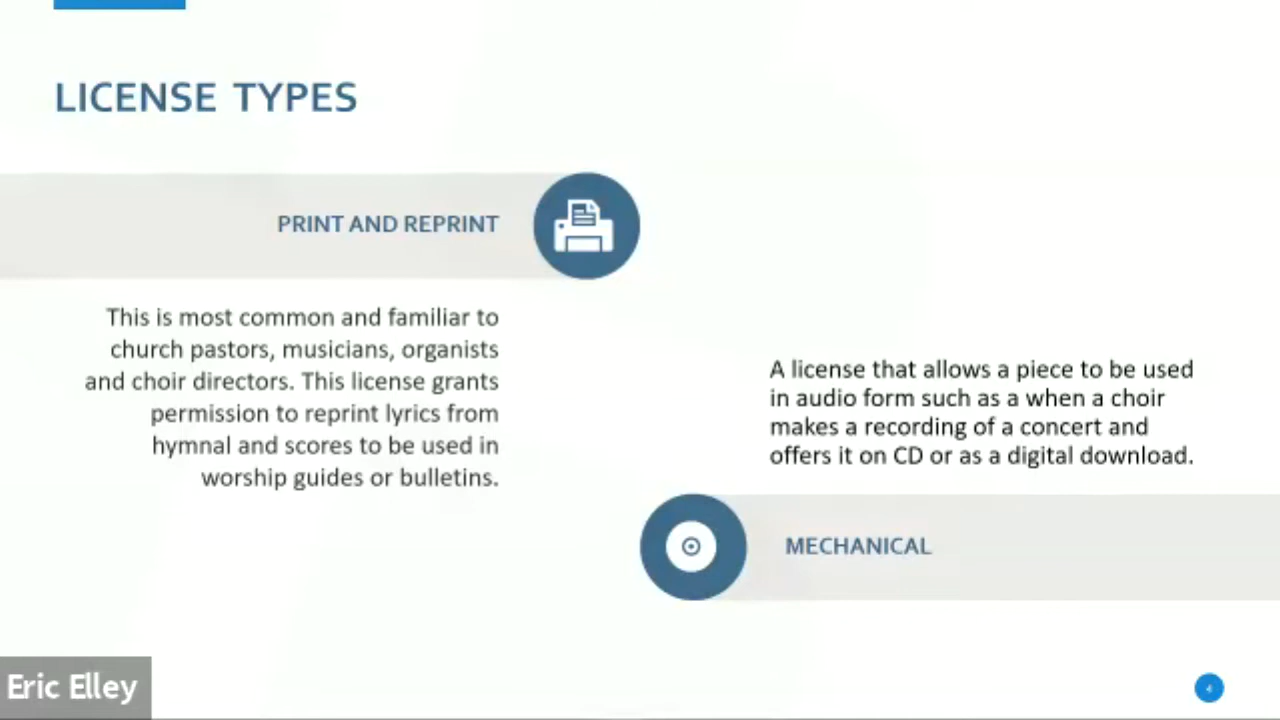 LICENSE TYPES
PRINT AND REPRINT
This is most common and familiar to
church pastors, musicians, organists
and choir directors. This license grants
permission to reprint lyrics from
hymnal and scores to be used in
worship guides or bulletins.
A license that allows a piece to be used
in audio form such as a when a choir
makes a recording of a concert and
offers it on CD or as a digital download.
MECHANICAL
Eric Elley
4